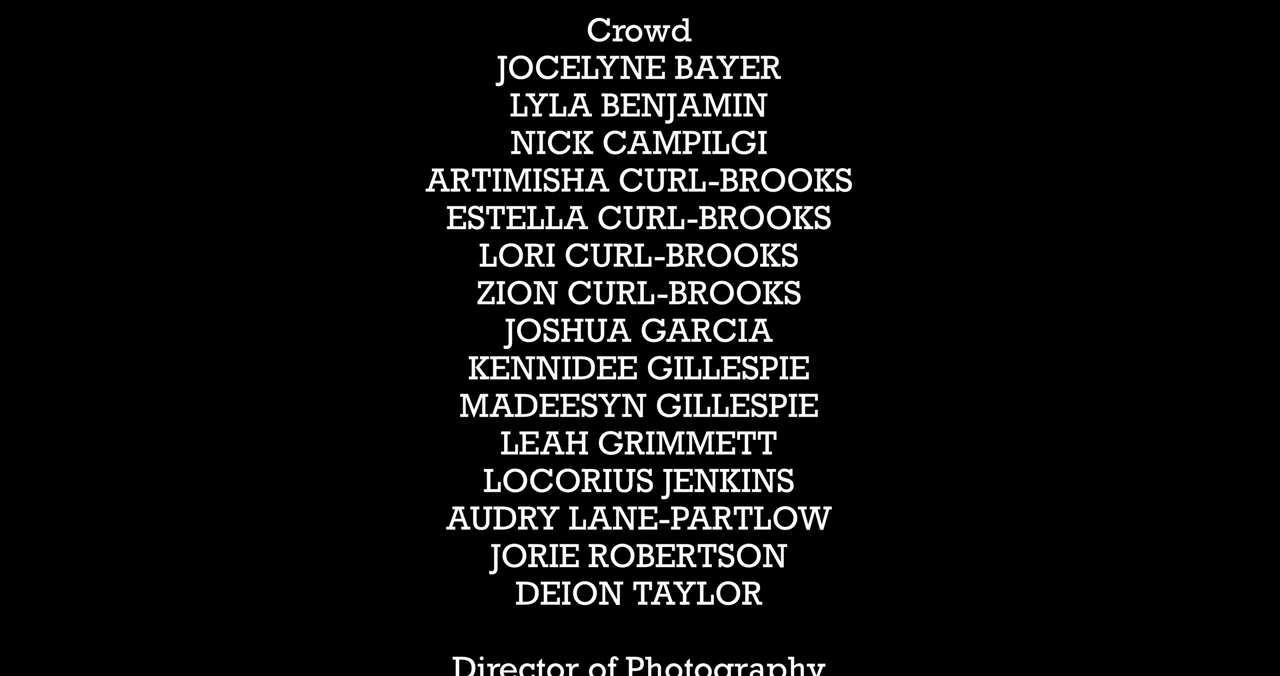 Crowd
JOCELYNE BAYER
LYLA BENJAMIN
NICK CAMPILGI
ARTIMISHA CURL-BROOKS
ESTELLA CURL-BROOKS
LORI CURL-BROOKS
ZION CURL-BROOKS
JOSHUA GARCIA
KENNIDEE GILLESPIE
MADEESYN GILLESPIE
LEAH GRIMMETT
LOCORIUS JENKINS
AUDRY LANE-PARTLOW
JORIE ROBERTSON
DEION TAYLOR
Director of Photography